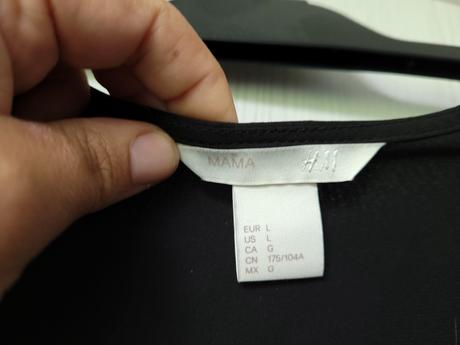 MAMA H&M
EUR L
US L
CA G
CN 175/104A
MX G